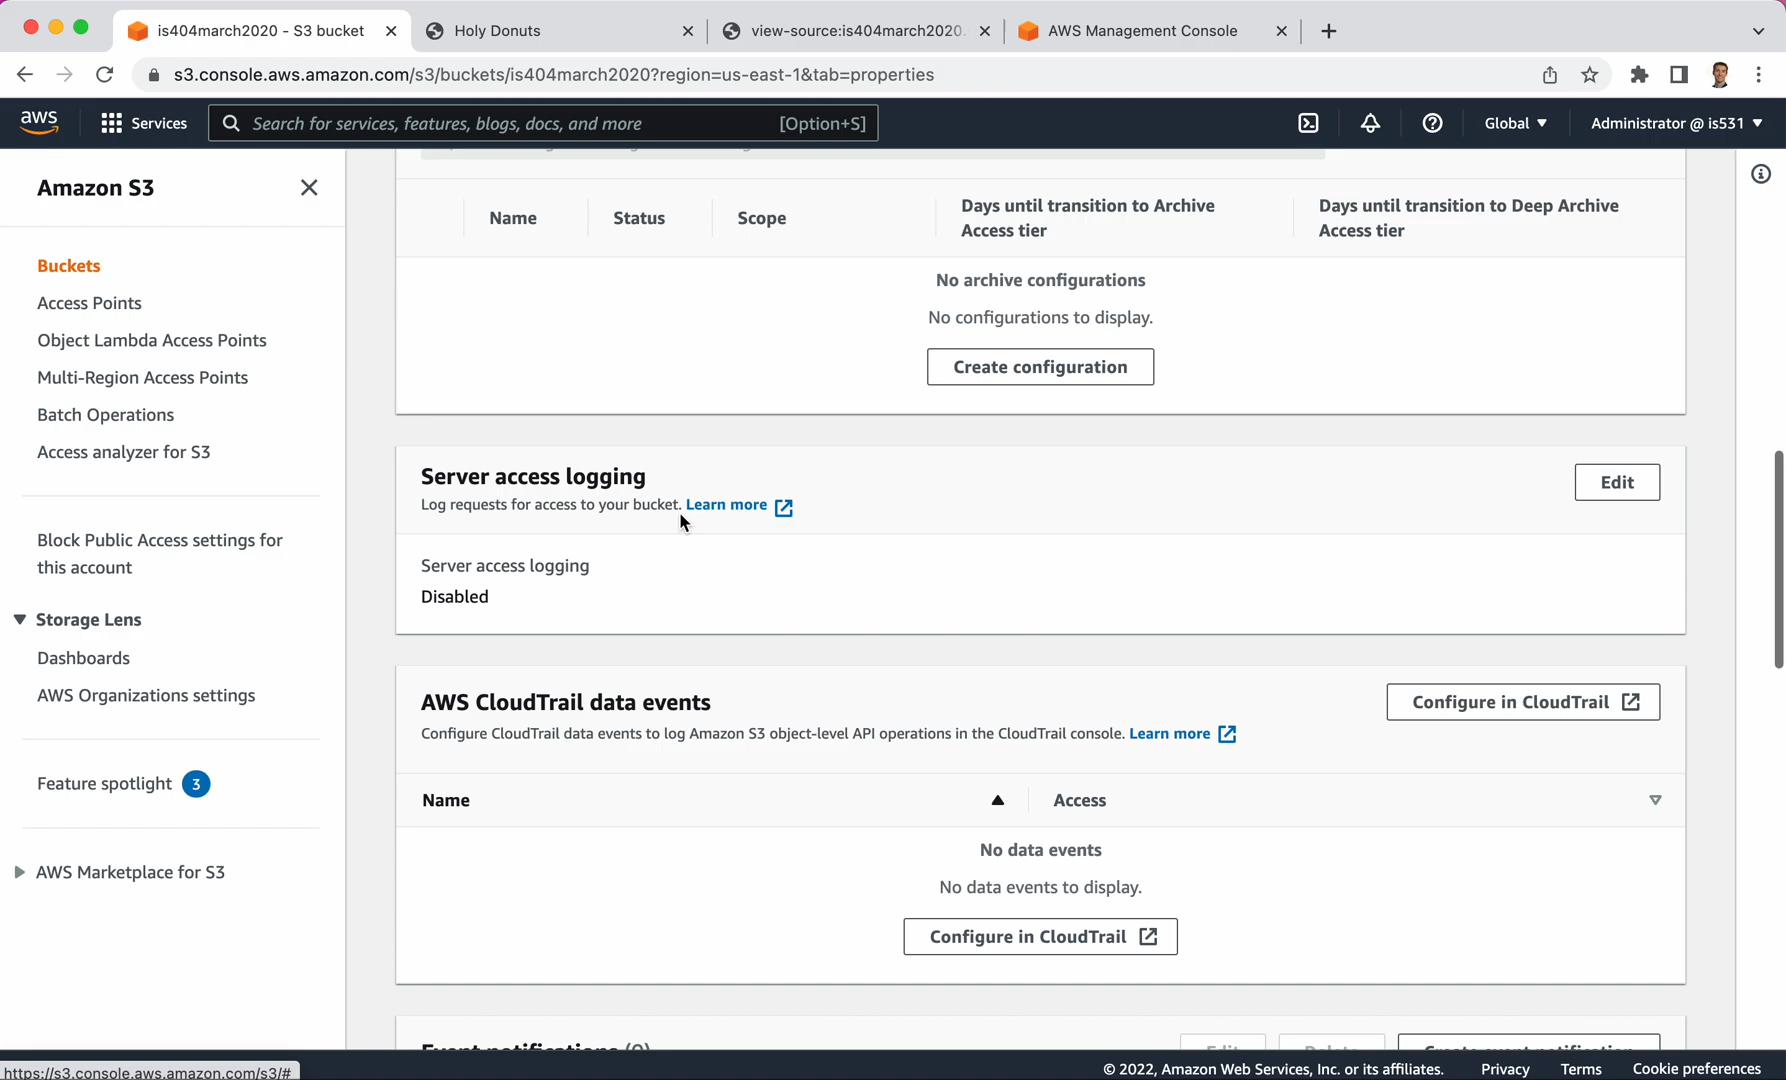 is404march2020 - S3 bucket
Holy Donuts
view-source:is404march2020.
AWS Management Console
s3.console.aws.amazon.com/s3/buckets/is404march2020?region=us-east-1&tab=properties
aws
Services
Search for services, features, blogs, docs, and more
[Option+S]
Global
Administrator @ is531
Amazon S3
Buckets
Access Points
Object Lambda Access Points
Multi-Region Access Points
Batch Operations
Access analyzer for S3
Block Public Access settings for
this account
Storage Lens
Dashboards
AWS Organizations settings
Feature spotlight 3
AWS Marketplace for S3
Name
Status
Scope
Days until transition to Archive
Access tier
Days until transition to Deep Archive
Access tier
No archive configurations
No configurations to display.
Create configuration
Server access logging
Edit
Log requests for access to your bucket. Learn more
Server access logging
Disabled
AWS CloudTrail data events
Configure in CloudTrail
Configure CloudTrail data events to log Amazon S3 object-level API operations in the CloudTrail console. Learn more
Name
Access
No data events
No data events to display.
Configure in CloudTrail
Event notifications (0)
Edit
Delete
Create event notification
https://s3.console.aws.amazon.com/s3/#
© 2022, Amazon Web Services, Inc. or its affiliates.
Privacy
Terms
Cookie preferences